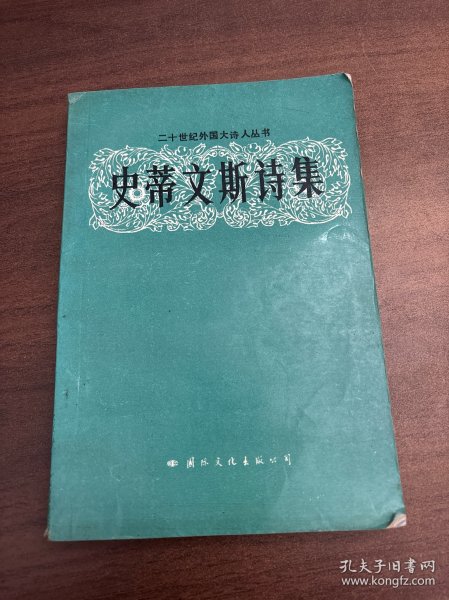 二十世纪外国大诗人丛书
史蒂文斯诗集
国际文化出版公司
孔夫子旧书网
www.kongfz.com